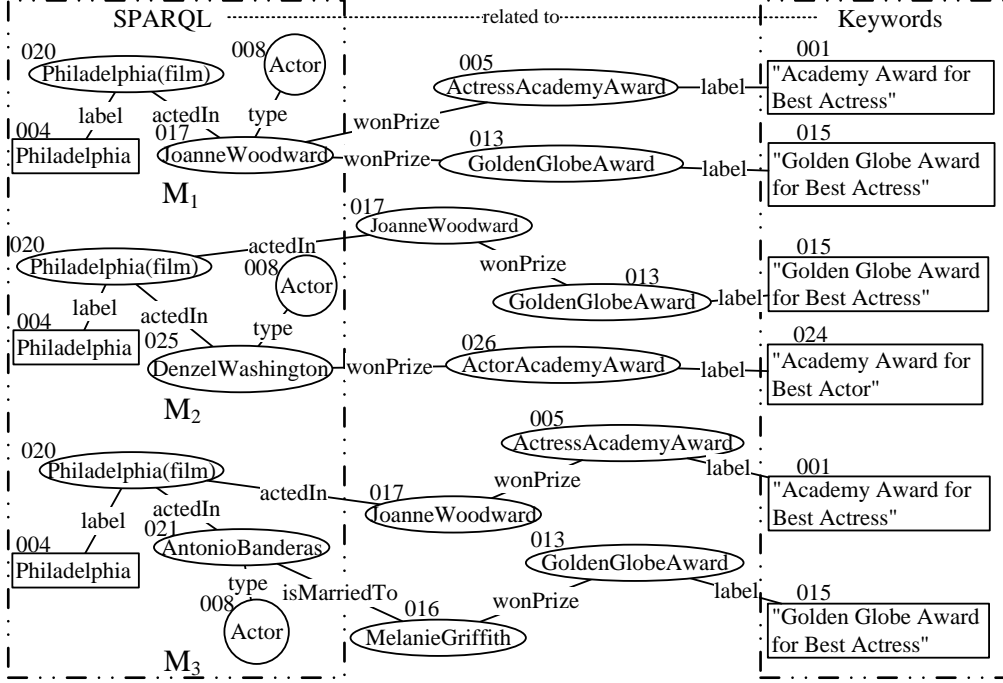 SPARQL related to Keywords
020
Philadelphia(film)
008
Actor
label
actedIn
type
004
Philadelphia
017
JoanneWoodward
M1
wonPrize
005
ActressAcademyAward
label
001
"Academy Award for
Best Actress"
wonPrize
013
GoldenGlobeAward
label
015
"Golden Globe Award
for Best Actress"
020
Philadelphia(film)
actedIn
017
JoanneWoodward
wonPrize
013
GoldenGlobeAward
label
015
"Golden Globe Award
for Best Actress"
008
Actor
label
actedIn
type
004
Philadelphia
025
DenzelWashington
M2
wonPrize
026
ActorAcademyAward
label
024
"Academy Award for
Best Actor"
020
Philadelphia(film)
actedIn
017
JoanneWoodward
wonPrize
005
ActressAcademyAward
label
001
"Academy Award for
Best Actress"
label
actedIn
004
Philadelphia
021
AntonioBanderas
type
008
Actor
M3
isMarriedTo
016
MelanieGriffith
wonPrize
013
GoldenGlobeAward
label
015
"Golden Globe Award
for Best Actress"